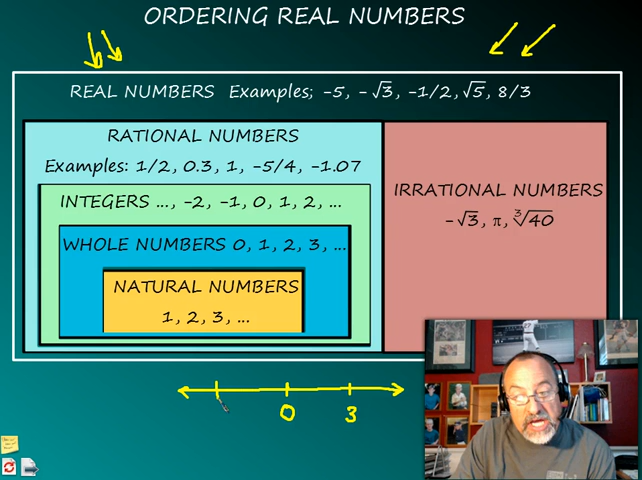 ORDERING REAL NUMBERS
REAL NUMBERS Examples; -5, -√3, -1/2, √5, 8/3
RATIONAL NUMBERS
Examples: 1/2, 0.3, 1, -5/4, -1.07
INTEGERS ..., -2, -1, 0, 1, 2, ...
WHOLE NUMBERS 0, 1, 2, 3, ...
NATURAL NUMBERS
1, 2, 3, ...
IRRATIONAL NUMBERS
-√3, π, ∛40
0 3